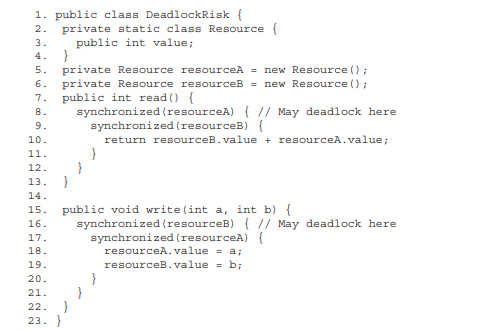 1. public class DeadlockRisk {
2. private static class Resource {
3. public int value;
4. }
5. private Resource resourceA = new Resource();
6. private Resource resourceB = new Resource();
7. public int read() {
8. synchronized(resourceA) { // May deadlock here
9. synchronized(resourceB) {
10. return resourceB.value + resourceA.value;
11. }
12. }
13. }
14.
15. public void write(int a, int b) {
16. synchronized(resourceB) { // May deadlock here
17. synchronized(resourceA) {
18. resourceA.value = a;
19. resourceB.value = b;
20. }
21. }
22. }
23. }